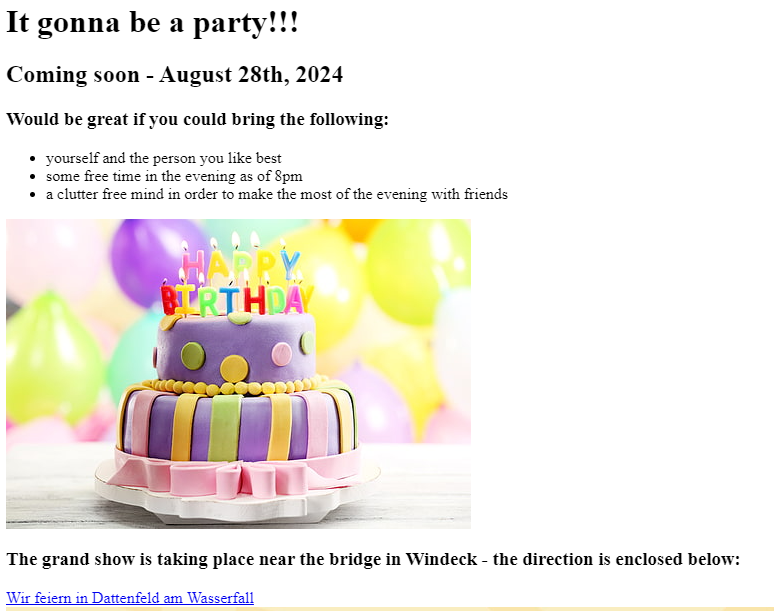 It gonna be a party!!!
Coming soon - August 28th, 2024
Would be great if you could bring the following:
yourself and the person you like best
some free time in the evening as of 8pm
a clutter free mind in order to make the most of the evening with friends
HAPPY
BIRTHDAY
The grand show is taking place near the bridge in Windeck - the direction is enclosed below:
Wir feiern in Dattenfeld am Wasserfall